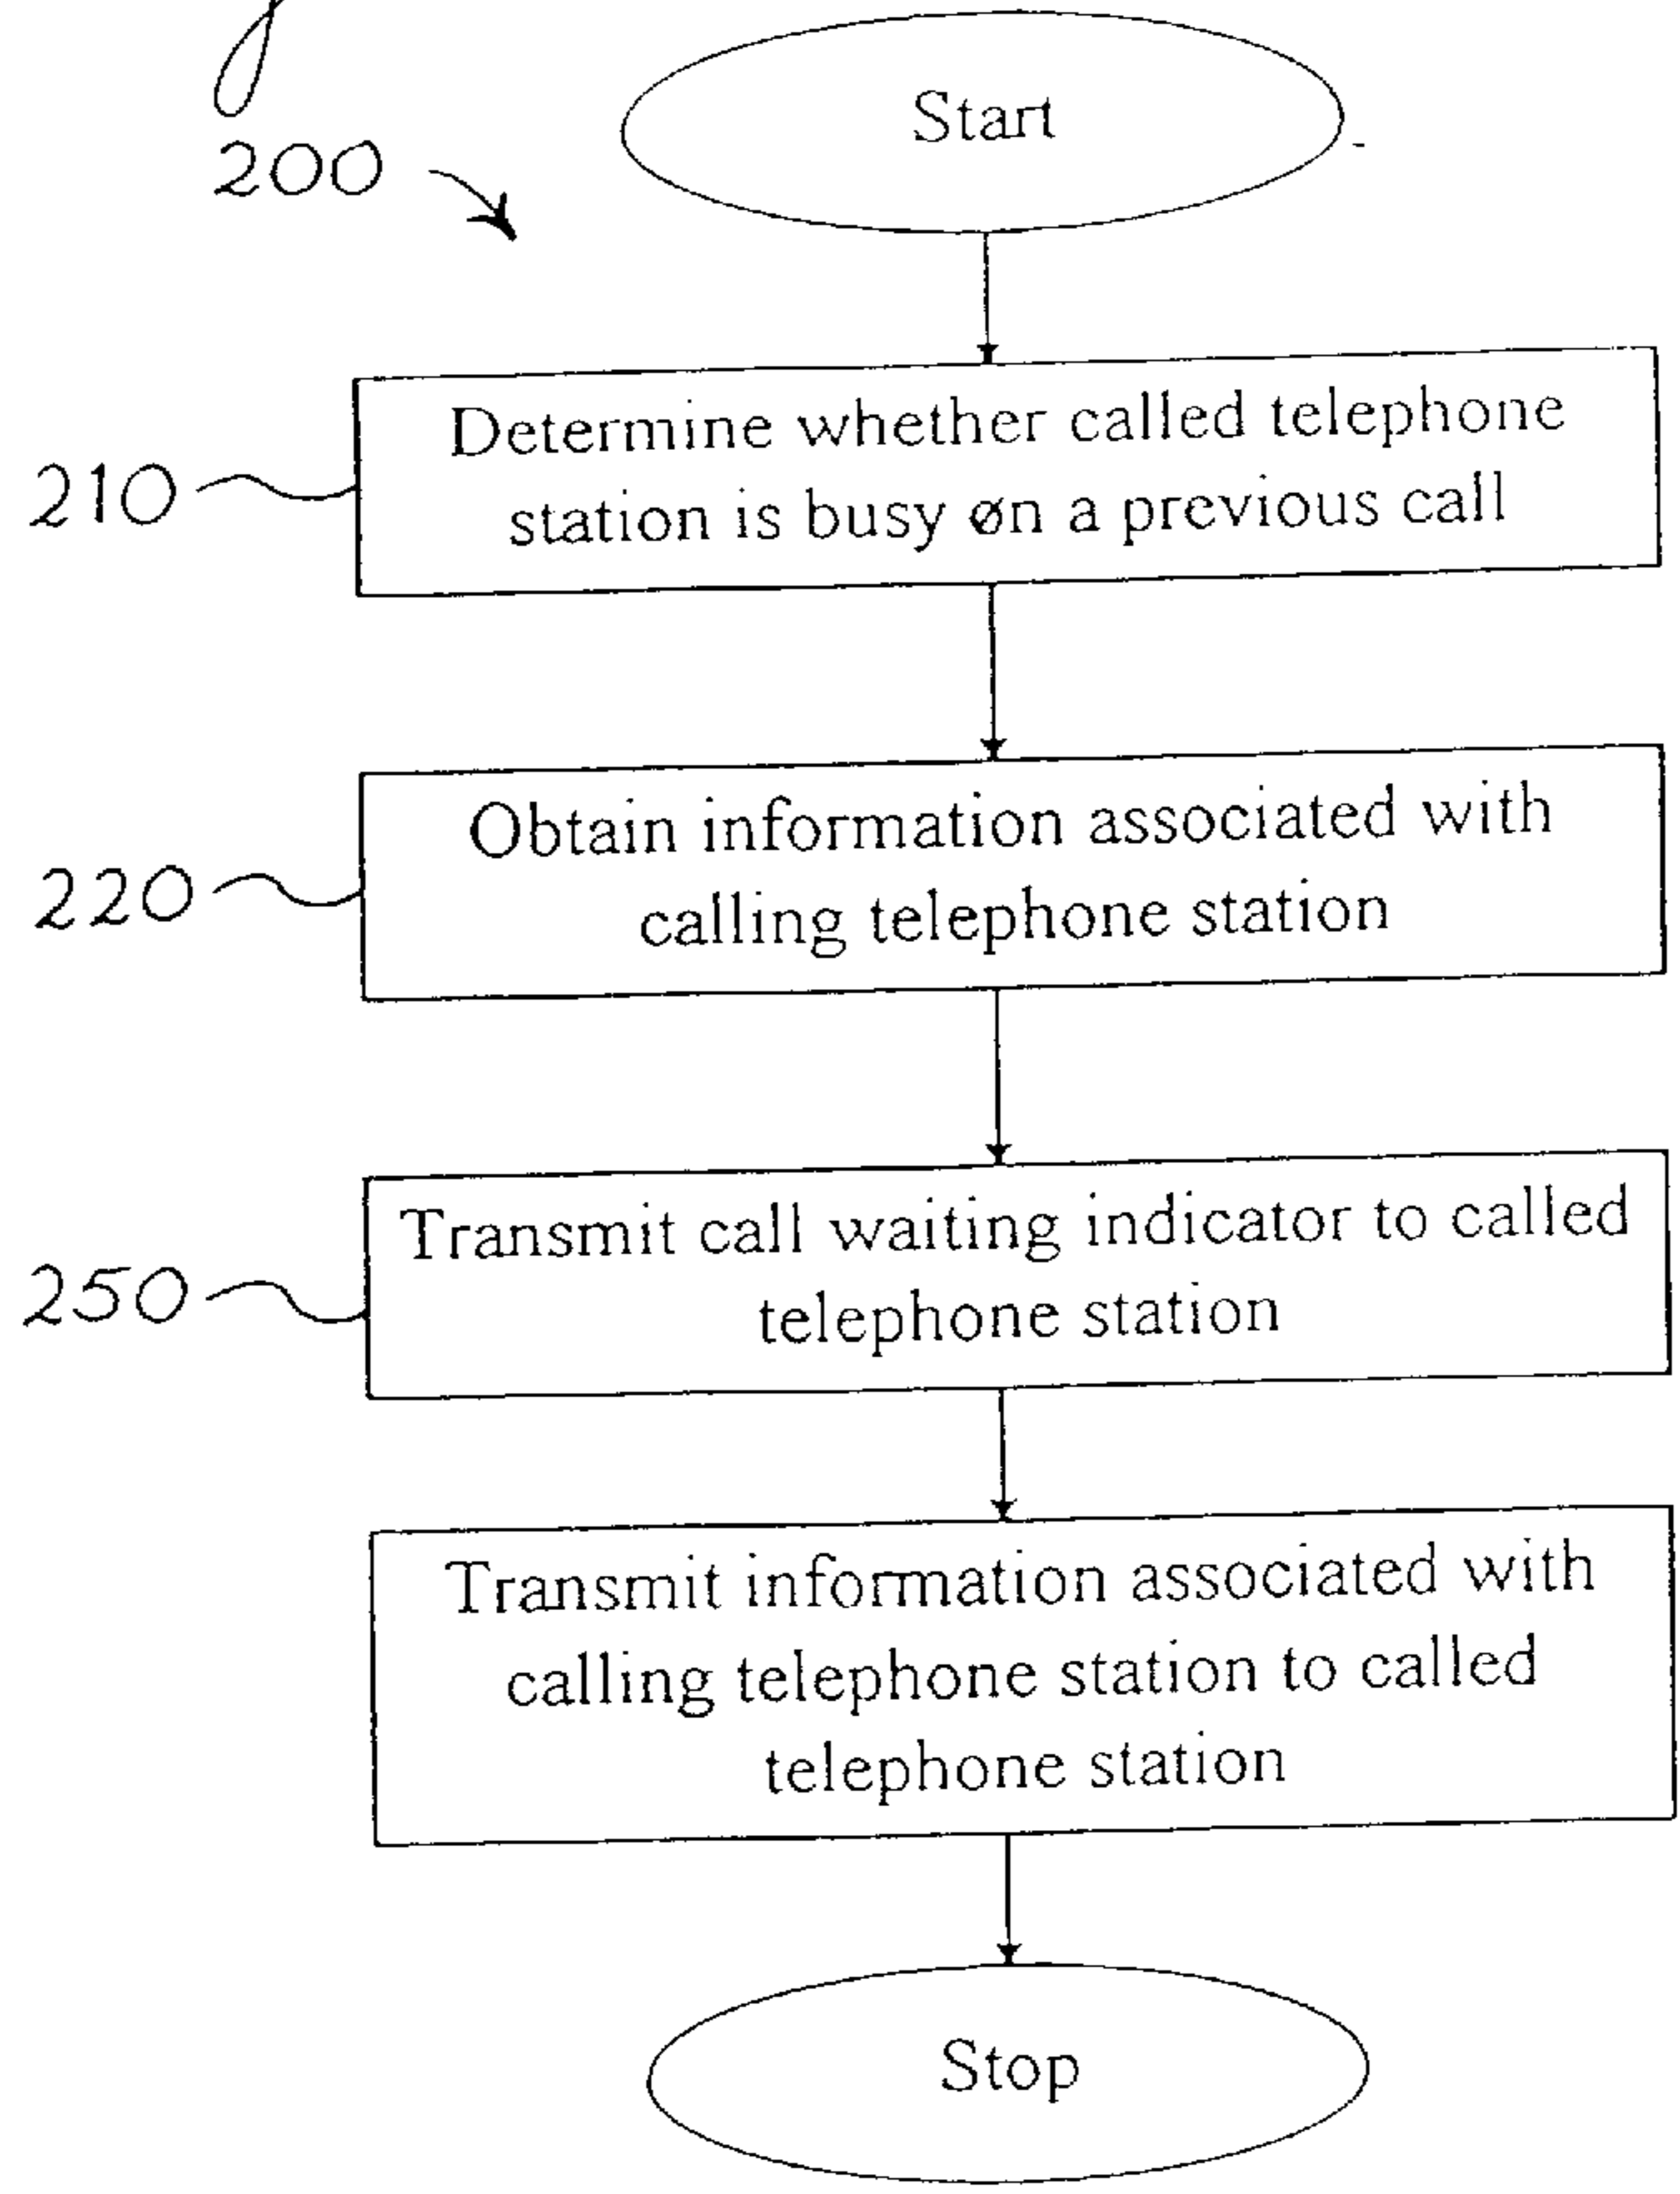 Start
200
Determine whether called telephone
station is busy on a previous call
210
Obtain information associated with
calling telephone station
220
Transmit call waiting indicator to called
telephone station
250
Transmit information associated with
calling telephone station to called
telephone station
Stop